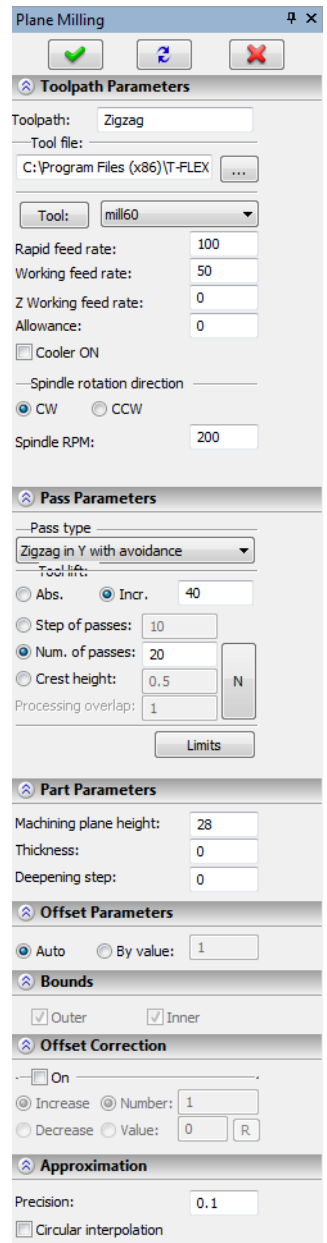 Plane Milling
Toolpath Parameters
Toolpath: Zigzag
Tool file:
C:\Program Files (x86)\T-FLEX ...
Tool: mill60
Rapid feed rate: 100
Working feed rate: 50
Z Working feed rate: 0
Allowance: 0
Cooler ON
Spindle rotation direction
CW CCW
Spindle RPM: 200
Pass Parameters
Pass type
Zigzag in Y with avoidance
Tool lift:
Abs. Incr. 40
Step of passes: 10
Num. of passes: 20
Crest height: 0.5 N
Processing overlap: 1
Limits
Part Parameters
Machining plane height: 28
Thickness: 0
Deepening step: 0
Offset Parameters
Auto By value: 1
Bounds
Outer Inner
Offset Correction
On
Increase Number: 1
Decrease Value: 0 R
Approximation
Precision: 0.1
Circular interpolation